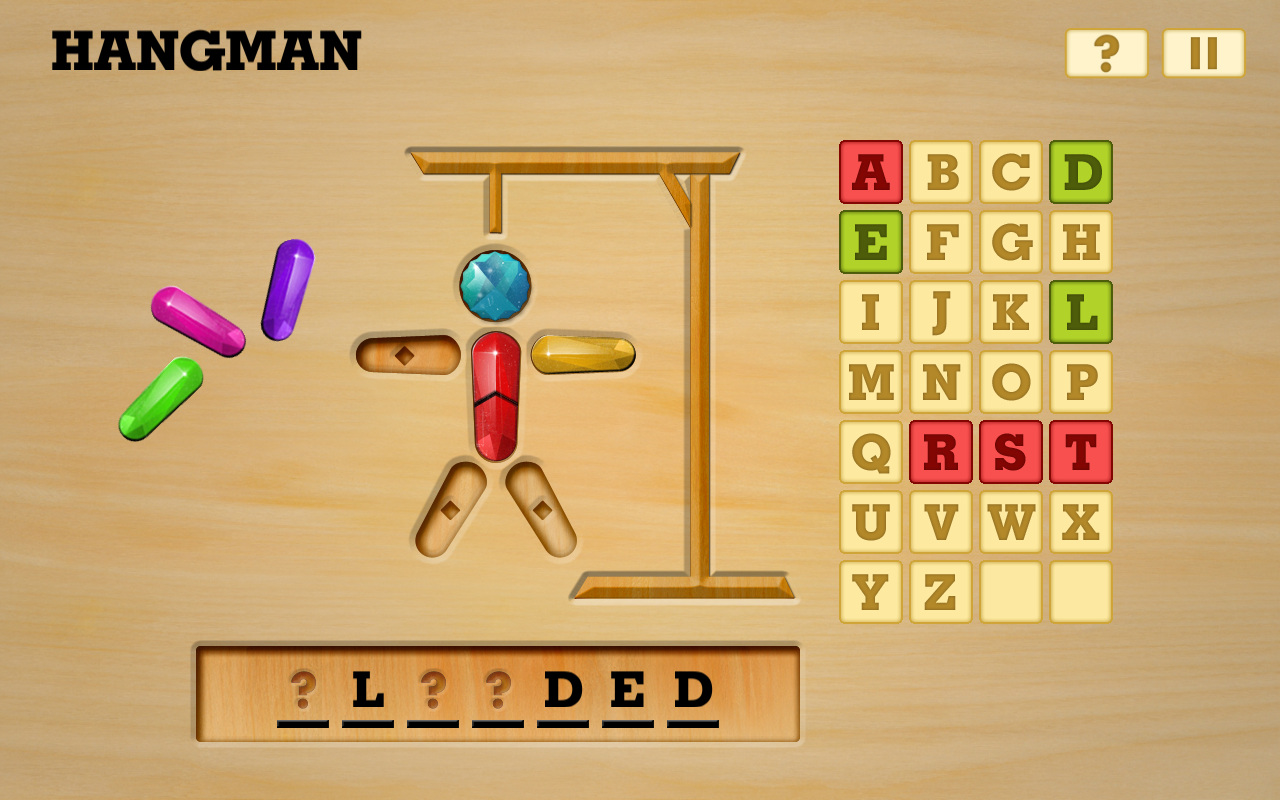 HANGMAN
?
A B C D
E F G H
I J K L
M N O P
Q R S T
U V W X
Y Z
? L ? ? D E D